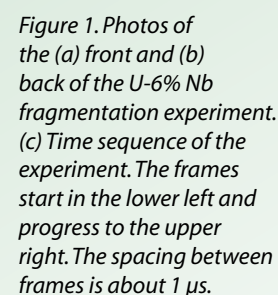 Figure 1. Photos of
the (a) front and (b)
back of the U-6% Nb
fragmentation experiment.
(c) Time sequence of the
experiment. The frames
start in the lower left and
progress to the upper
right. The spacing between
frames is about 1 µs.